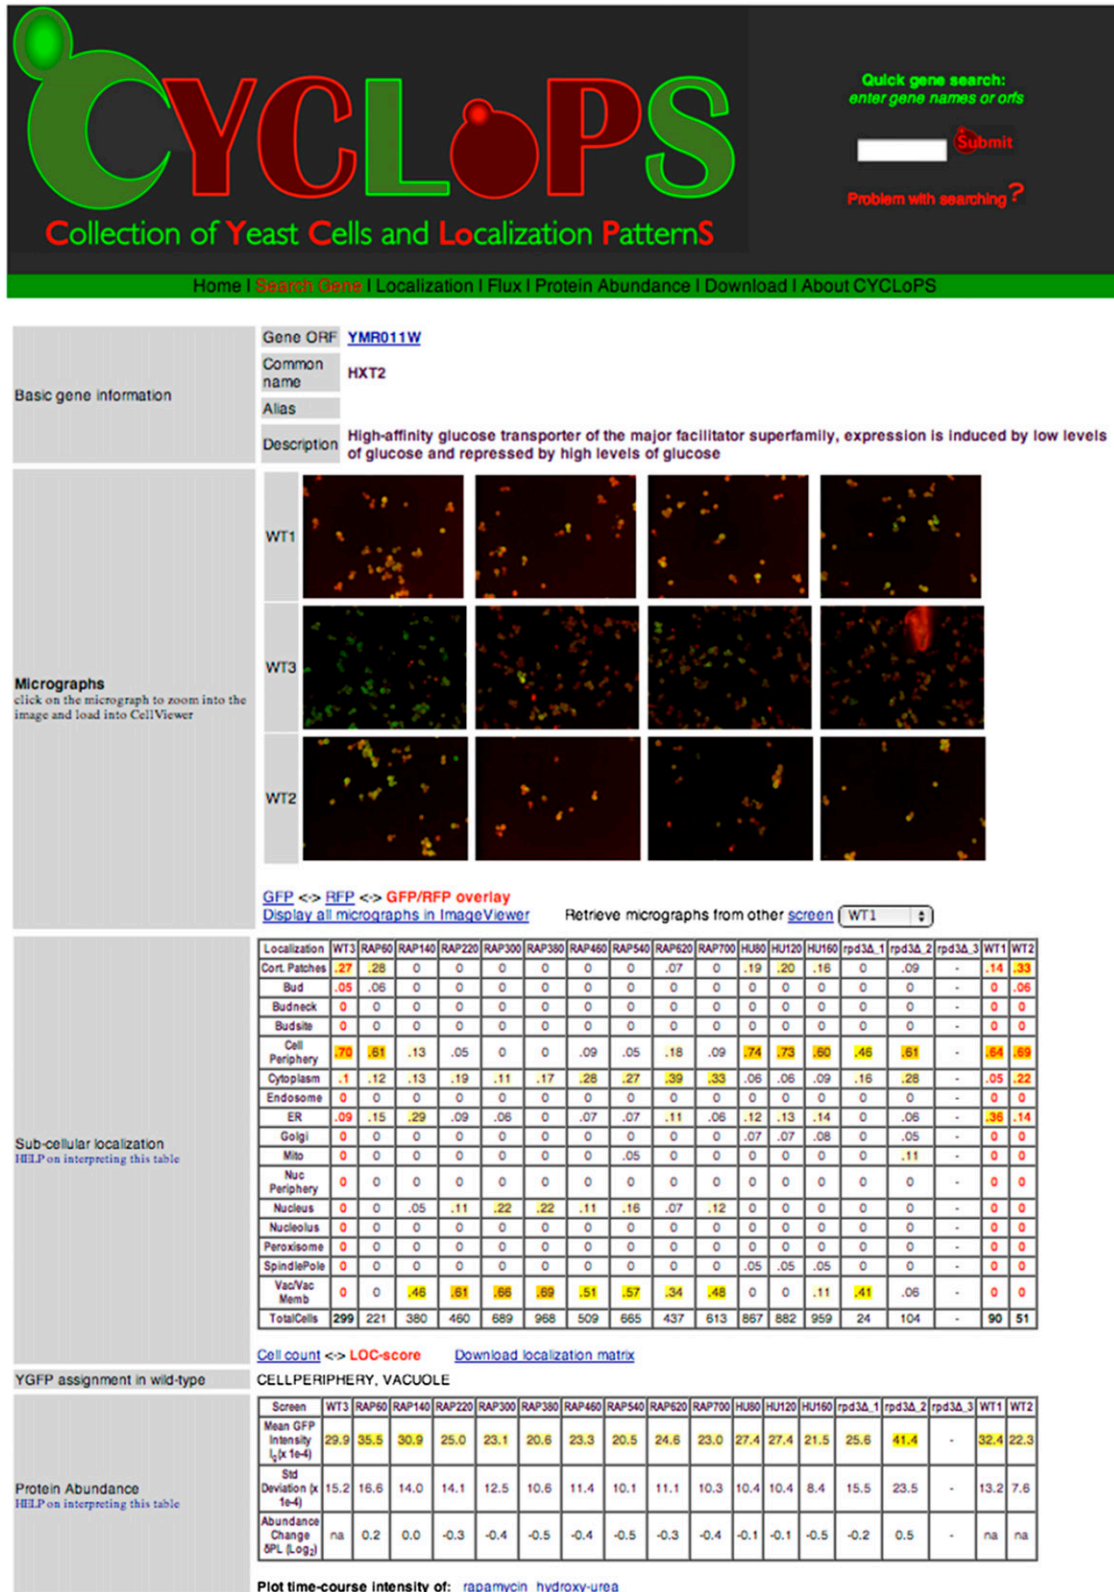 CYCLoPS
Collection of Yeast Cells and Localization PatternS
Quick gene search:
enter gene names or orfs
Submit
Problem with searching ?
Home I Search Gene I Localization I Flux I Protein Abundance I Download I About CYCLoPS
Basic gene information
Gene ORF YMR011W
Common
name HXT2
Alias
Description High-affinity glucose transporter of the major facilitator superfamily, expression is induced by low levels
of glucose and repressed by high levels of glucose
Micrographs
click on the micrograph to zoom into the
image and load into CellViewer
WT1
WT3
WT2
GFP <-> RFP <-> GFP/RFP overlay
Display all micrographs in ImageViewer Retrieve micrographs from other screen WT1
Sub-cellular localization
HELP on interpreting this table
Localization WT3 RAP60 RAP140 RAP220 RAP300 RAP380 RAP460 RAP540 RAP620 RAP700 HU80 HU120 HU160 rpd3Δ_1 rpd3Δ_2 rpd3Δ_3 WT1 WT2
Cort. Patches .27 .28 0 0 0 0 0 0 .07 0 .19 .20 .16 0 .09 - .14 .33
Bud .05 .06 0 0 0 0 0 0 0 0 0 0 0 0 0 - 0 .06
Budneck 0 0 0 0 0 0 0 0 0 0 0 0 0 0 0 - 0 0
Budsite 0 0 0 0 0 0 0 0 0 0 0 0 0 0 0 - 0 0
Cell
Periphery .70 .61 .13 .05 0 0 .09 .05 .18 .09 .74 .73 .60 .46 .61 - .64 .69
Cytoplasm .1 .12 .13 .19 .11 .17 .28 .27 .39 .33 .06 .06 .09 .16 .28 - .05 .22
Endosome 0 0 0 0 0 0 0 0 0 0 0 0 0 0 0 - 0 0
ER .09 .15 .29 .09 .06 0 .07 .07 .11 .06 .12 .13 .14 0 .06 - .36 .14
Golgi 0 0 0 0 0 0 0 0 0 0 .07 .07 .08 0 .05 - 0 0
Mito 0 0 0 0 0 0 0 .05 0 0 0 0 0 0 .11 - 0 0
Nuc
Periphery 0 0 0 0 0 0 0 0 0 0 0 0 0 0 0 - 0 0
Nucleus 0 0 .05 .11 .22 .22 .11 .16 .07 .12 0 0 0 0 0 - 0 0
Nucleolus 0 0 0 0 0 0 0 0 0 0 0 0 0 0 0 - 0 0
Peroxisome 0 0 0 0 0 0 0 0 0 0 0 0 0 0 0 - 0 0
SpindlePole 0 0 0 0 0 0 0 0 0 0 .05 .05 .05 0 0 - 0 0
Vac/Vac
Memb 0 0 .46 .61 .66 .69 .51 .57 .34 .48 0 0 .11 .41 .06 - 0 0
TotalCells 299 221 380 460 689 968 509 665 437 613 867 882 959 24 104 - 90 51
Cell count <-> LOC-score Download localization matrix
YGFP assignment in wild-type CELLPERIPHERY, VACUOLE
Protein Abundance
HELP on interpreting this table
Screen WT3 RAP60 RAP140 RAP220 RAP300 RAP380 RAP460 RAP540 RAP620 RAP700 HU80 HU120 HU160 rpd3Δ_1 rpd3Δ_2 rpd3Δ_3 WT1 WT2
Mean GFP
Intensity
Ig(x 1e-4) 29.9 35.5 30.9 25.0 23.1 20.6 23.3 20.5 24.6 23.0 27.4 27.4 21.5 25.6 41.4 - 32.4 22.3
Std
Deviation (x
1e-4) 15.2 16.6 14.0 14.1 12.5 10.6 11.4 10.1 11.1 10.3 10.4 10.4 8.4 15.5 23.5 - 13.2 7.6
Abundance
Change
δPL (Log2) na 0.2 0.0 -0.3 -0.4 -0.5 -0.4 -0.5 -0.3 -0.4 -0.1 -0.1 -0.5 -0.2 0.5 - na na
Plot time-course intensity of: rapamycin hydroxy-urea